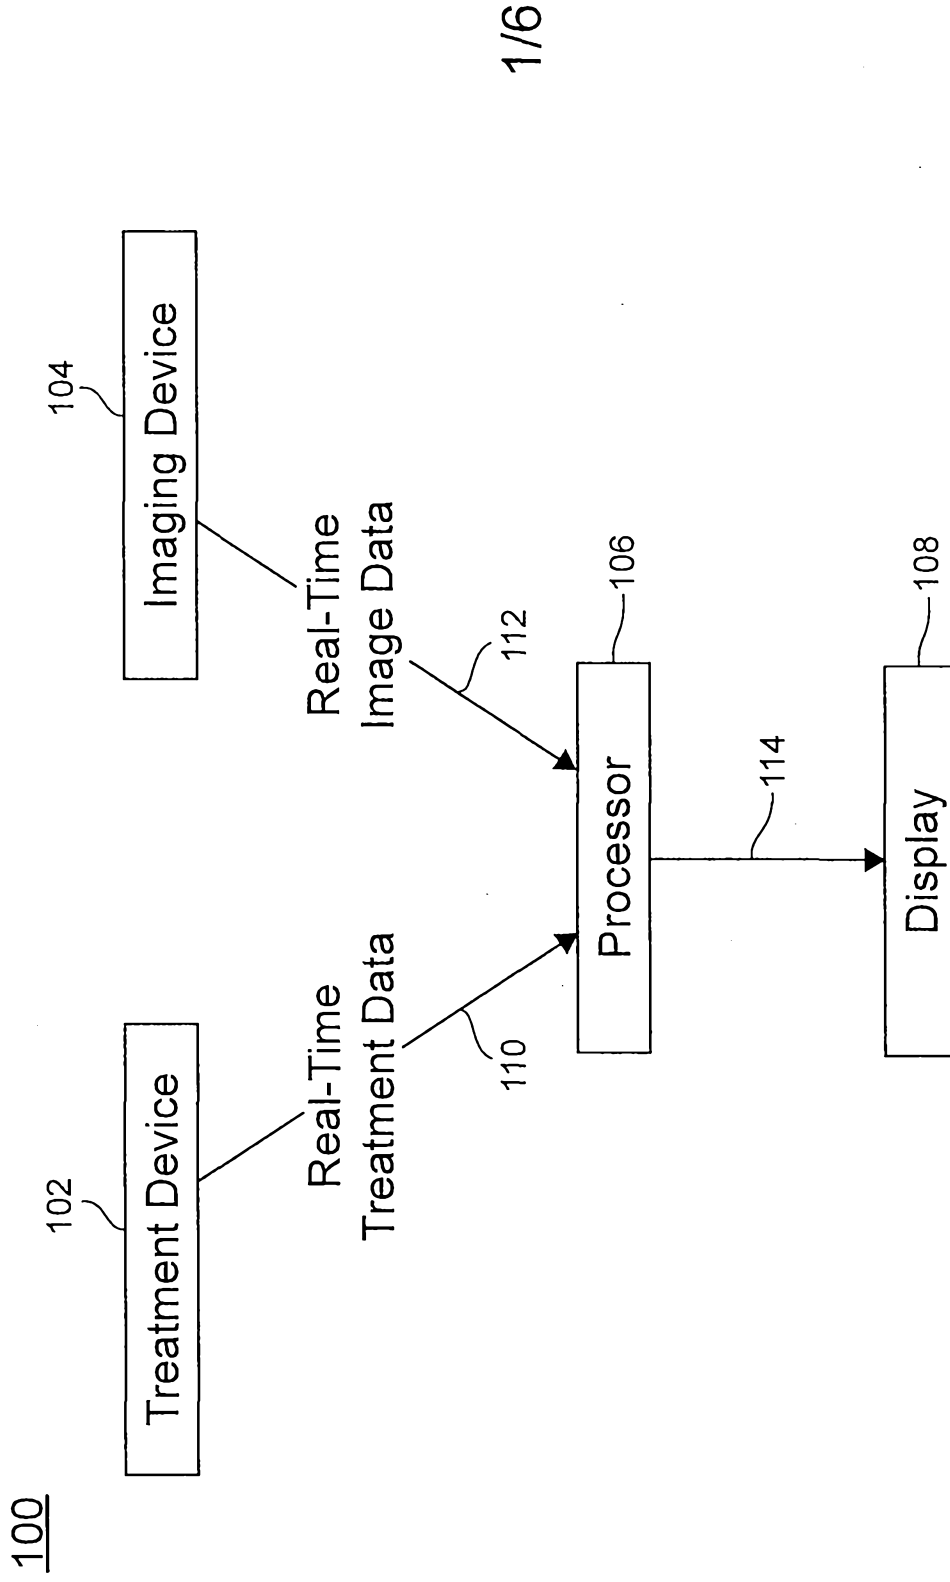 100
1/6
102
104
Treatment Device
Imaging Device
Real-Time
Treatment Data
Real-Time
Image Data
110
112
Processor
106
114
Display
108